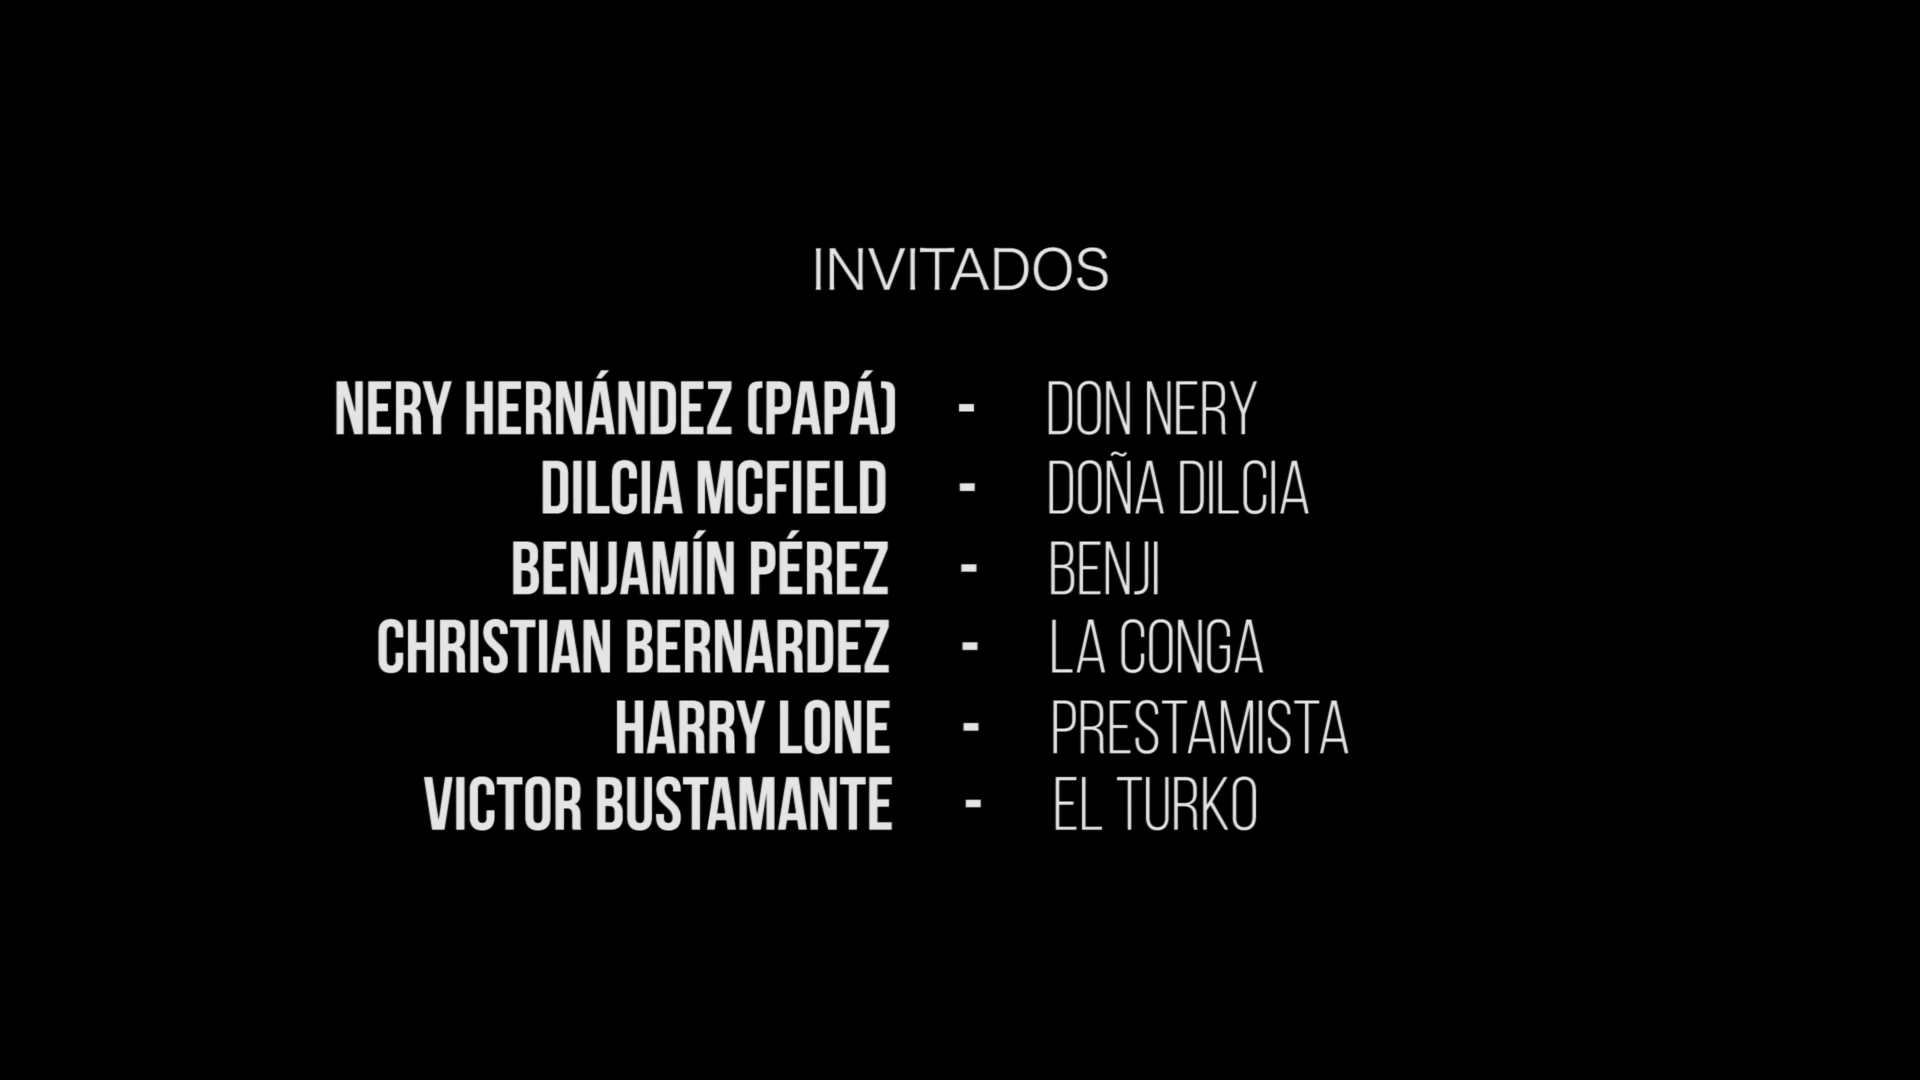 INVITADOS
NERY HERNÁNDEZ (PAPÁ) - DON NERY
DILCIA MCFIELD - DOÑA DILCIA
BENJAMÍN PÉREZ - BENJI
CHRISTIAN BERNARDEZ - LA CONGA
HARRY LONE - PRESTAMISTA
VICTOR BUSTAMANTE - EL TURKO